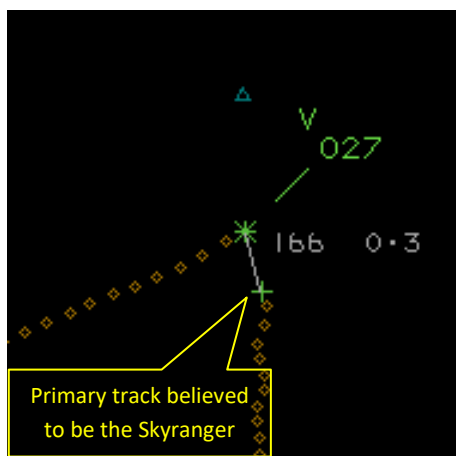 V
027
166 0.3
Primary track believed
to be the Skyranger